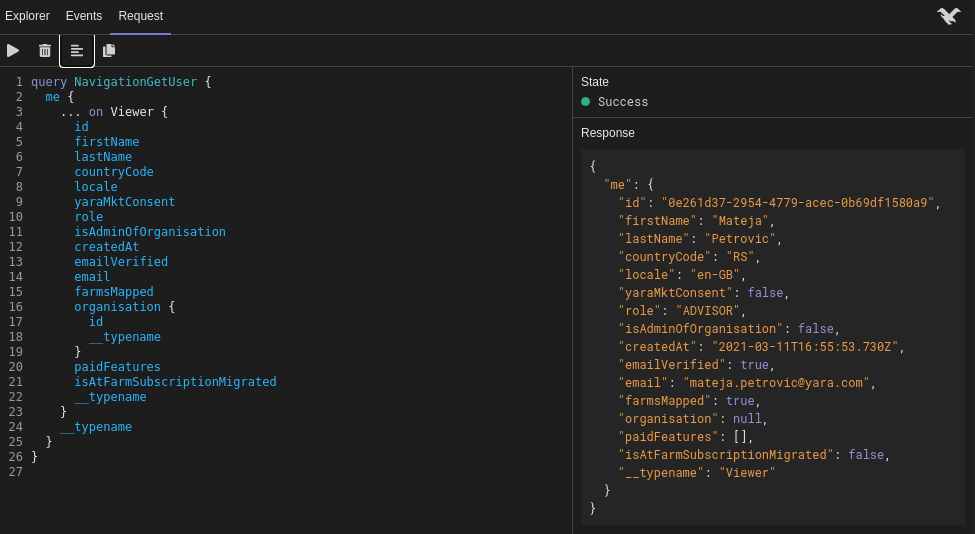 Explorer Events Request
1 query NavigationGetUser {
2 me {
3 ... on Viewer {
4 id
5 firstName
6 lastName
7 countryCode
8 locale
9 yaraMktConsent
10 role
11 isAdminOfOrganisation
12 createdAt
13 emailVerified
14 email
15 farmsMapped
16 organisation {
17 id
18 __typename
19 }
20 paidFeatures
21 isAtFarmSubscriptionMigrated
22 __typename
23 }
24 __typename
25 }
26 }
27
State
Success
Response
{
"me": {
"id": "0e261d37-2954-4779-acec-0b69df1580a9",
"firstName": "Mateja",
"lastName": "Petrovic",
"countryCode": "RS",
"locale": "en-GB",
"yaraMktConsent": false,
"role": "ADVISOR",
"isAdminOfOrganisation": false,
"createdAt": "2021-03-11T16:55:53.730Z",
"emailVerified": true,
"email": "mateja.petrovic@yara.com",
"farmsMapped": true,
"organisation": null,
"paidFeatures": [],
"isAtFarmSubscriptionMigrated": false,
"__typename": "Viewer"
}
}